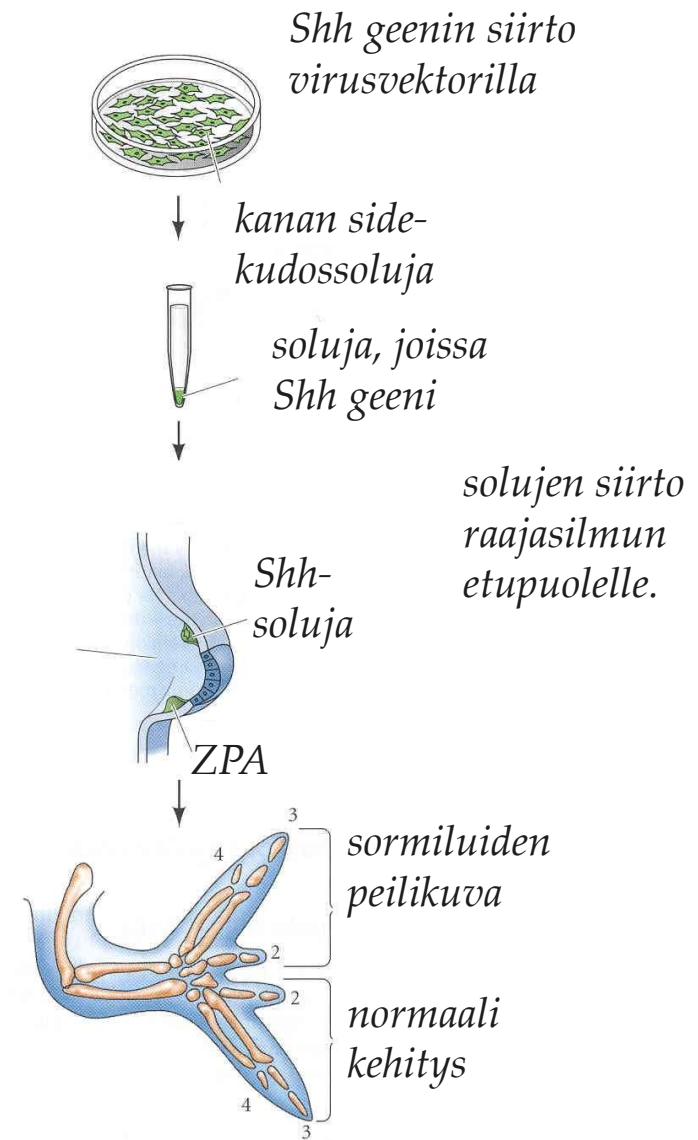 Shh geenin siirto
virusvektorilla
kanan side-
kudossoluja
soluja, joissa
Shh geeni
solujen siirto
raajasilmun
etupuolelle.
Shh-
soluja
ZPA
3
4
sormiluiden
peilikuva
2
2
normaali
kehitys
4
3